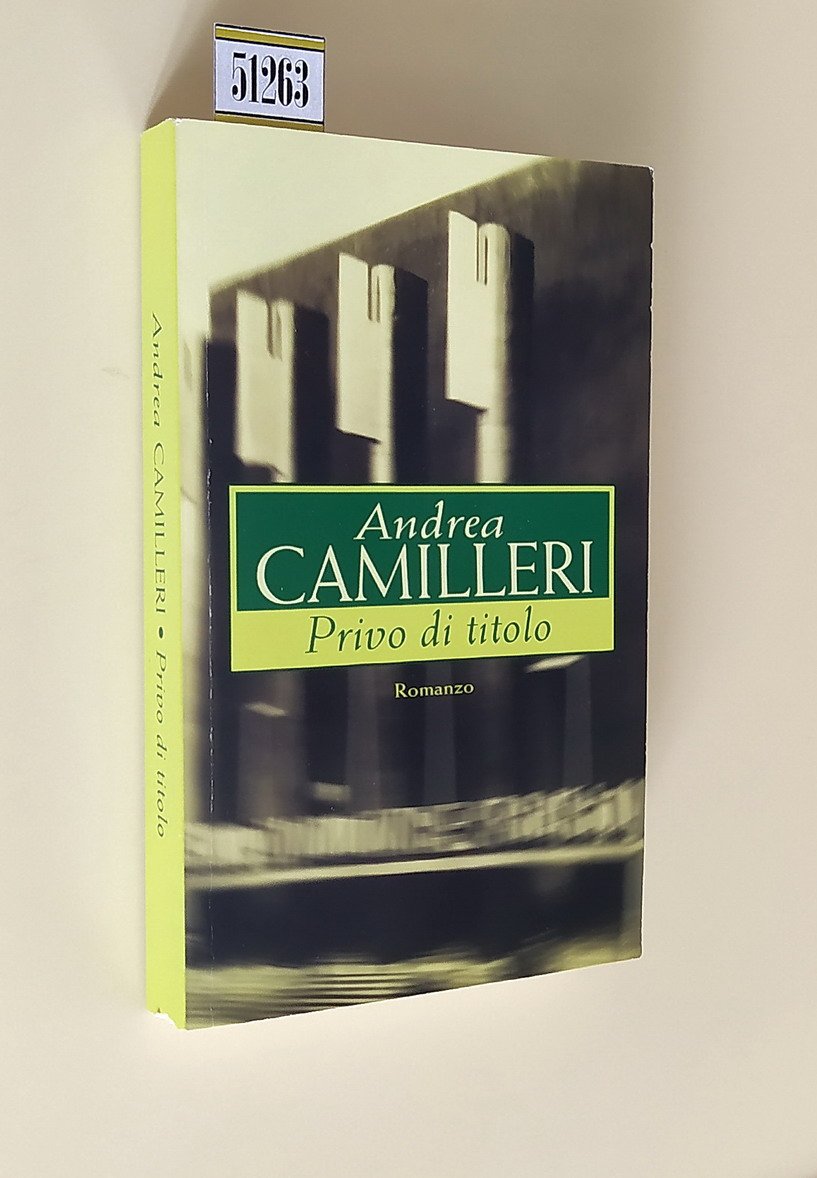 51263
Andrea
CAMILLERI
Privo di titolo
Romanzo
Andrea CAMILLERI • Privo di titolo